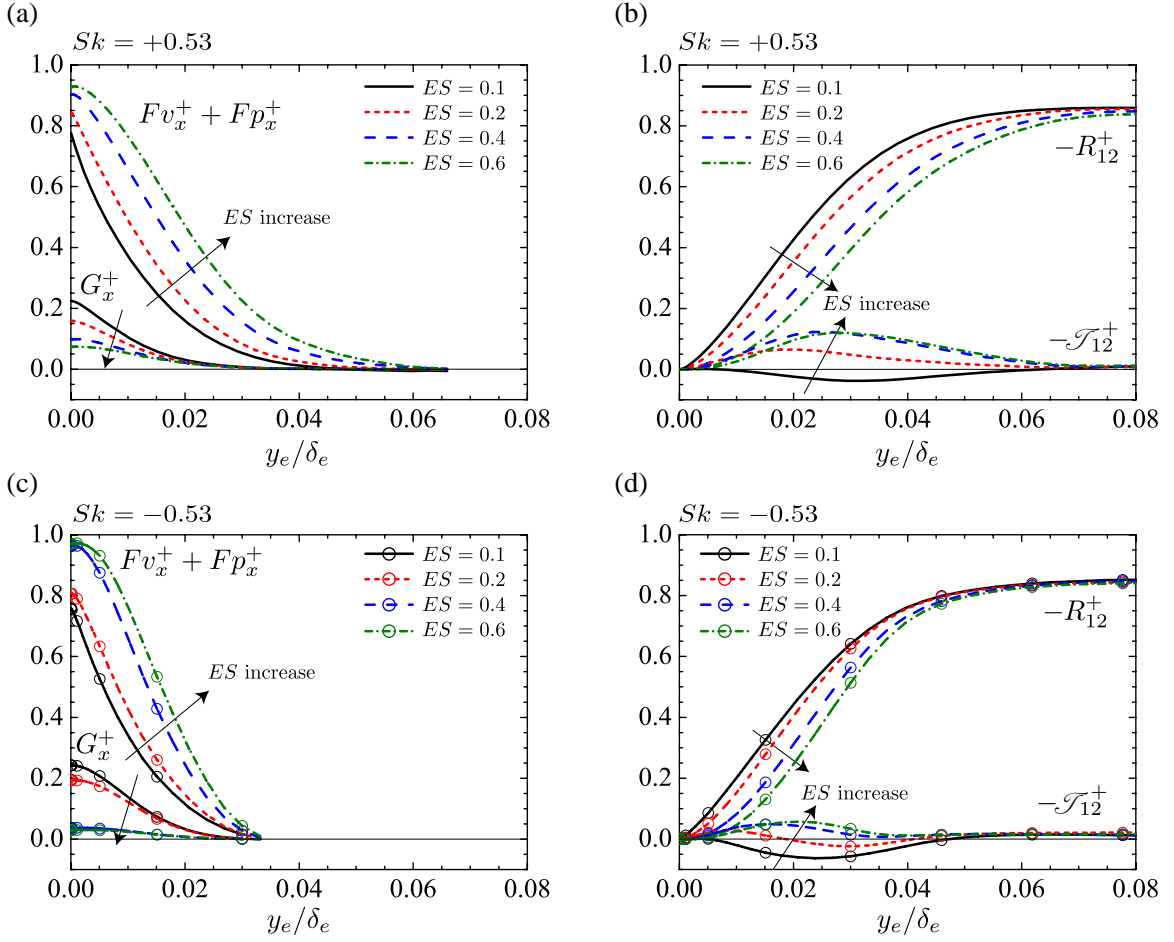 (a)
Sk = +0.53
1.0
0.8
0.6
0.4
0.2
0.0
Fv_x^+ + Fp_x^+
ES = 0.1
ES = 0.2
ES = 0.4
ES = 0.6
ES increase
G_x^+
0.00 0.02 0.04 0.06 0.08
y_e/δ_e
(b)
Sk = +0.53
1.0
0.8
0.6
0.4
0.2
0.0
ES = 0.1
ES = 0.2
ES = 0.4
ES = 0.6
−R_12^+
ES increase
−𝒯_12^+
0.00 0.02 0.04 0.06 0.08
y_e/δ_e
(c)
Sk = −0.53
1.0
0.8
0.6
0.4
0.2
0.0
Fv_x^+ + Fp_x^+
ES = 0.1
ES = 0.2
ES = 0.4
ES = 0.6
ES increase
G_x^+
0.00 0.02 0.04 0.06 0.08
y_e/δ_e
(d)
Sk = −0.53
1.0
0.8
0.6
0.4
0.2
0.0
ES = 0.1
ES = 0.2
ES = 0.4
ES = 0.6
−R_12^+
ES increase
−𝒯_12^+
0.00 0.02 0.04 0.06 0.08
y_e/δ_e